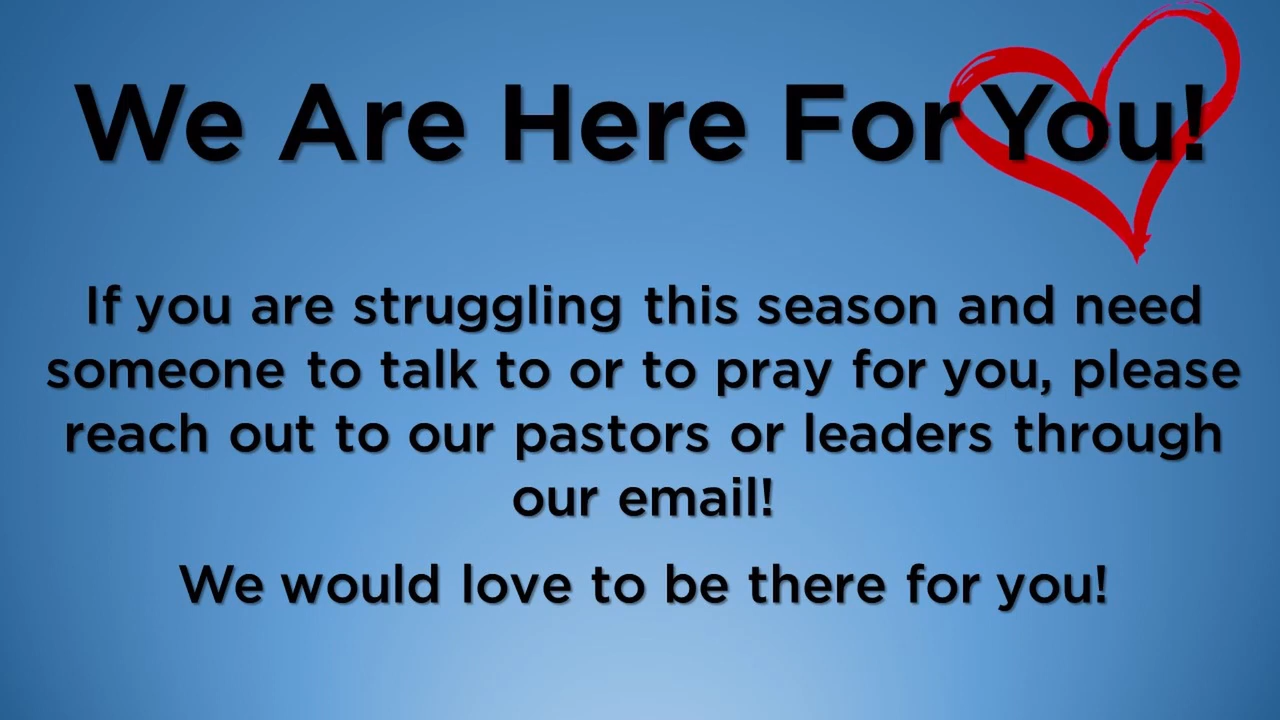 We Are Here For You!
If you are struggling this season and need
someone to talk to or to pray for you, please
reach out to our pastors or leaders through
our email!
We would love to be there for you!